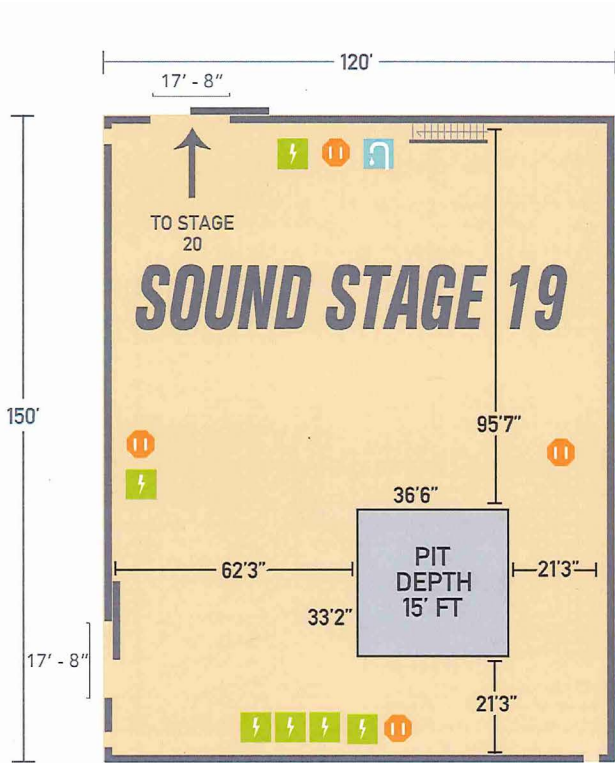 120'
17' - 8"
TO STAGE
20
SOUND STAGE 19
150'
95'7"
36'6"
PIT
DEPTH
15' FT
62'3"
21'3"
33'2"
17' - 8"
21'3"